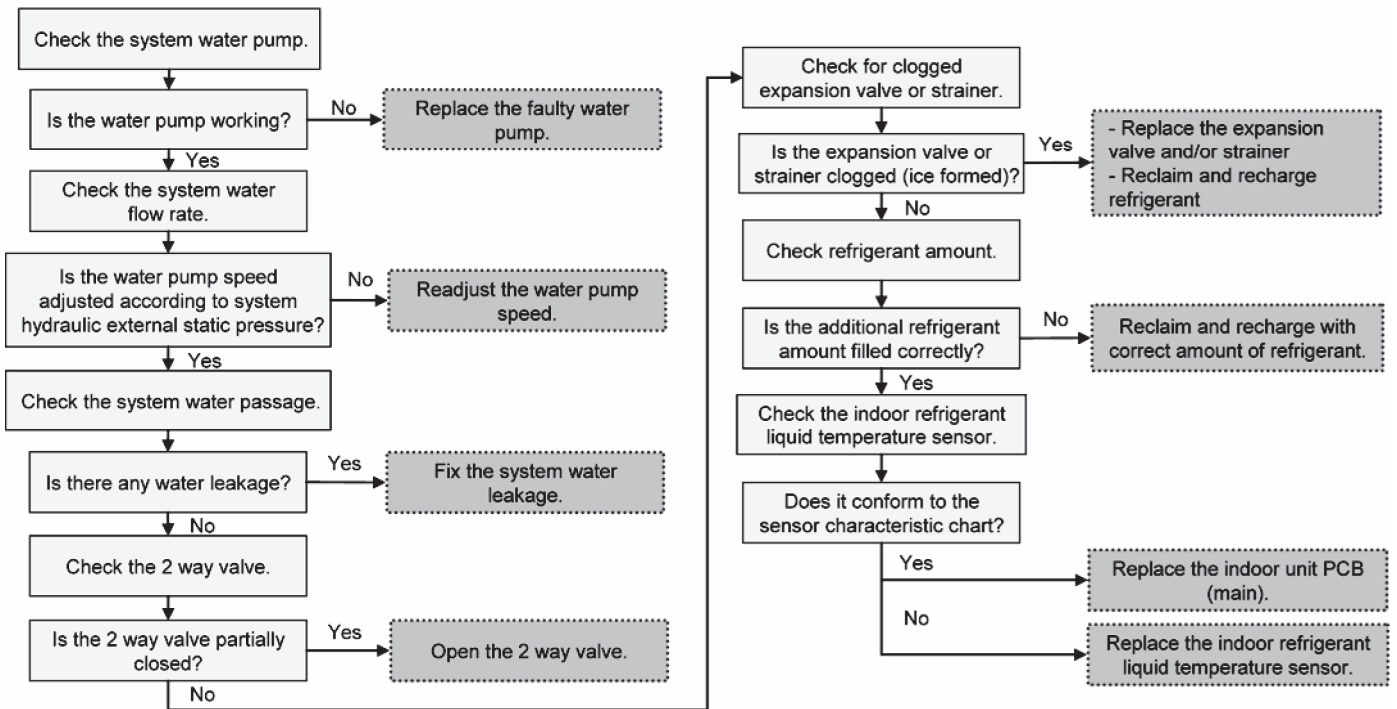 Check the system water pump.
Is the water pump working?
No
Replace the faulty water
pump.
Yes
Check the system water
flow rate.
Is the water pump speed
adjusted according to system
hydraulic external static pressure?
No
Readjust the water pump
speed.
Yes
Check the system water passage.
Is there any water leakage?
Yes
Fix the system water
leakage.
No
Check the 2 way valve.
Is the 2 way valve partially
closed?
Yes
Open the 2 way valve.
No
Check for clogged
expansion valve or strainer.
Is the expansion valve or
strainer clogged (ice formed)?
Yes
- Replace the expansion
valve and/or strainer
- Reclaim and recharge
refrigerant
No
Check refrigerant amount.
Is the additional refrigerant
amount filled correctly?
No
Reclaim and recharge with
correct amount of refrigerant.
Yes
Check the indoor refrigerant
liquid temperature sensor.
Does it conform to the
sensor characteristic chart?
Yes
Replace the indoor unit PCB
(main).
No
Replace the indoor refrigerant
liquid temperature sensor.